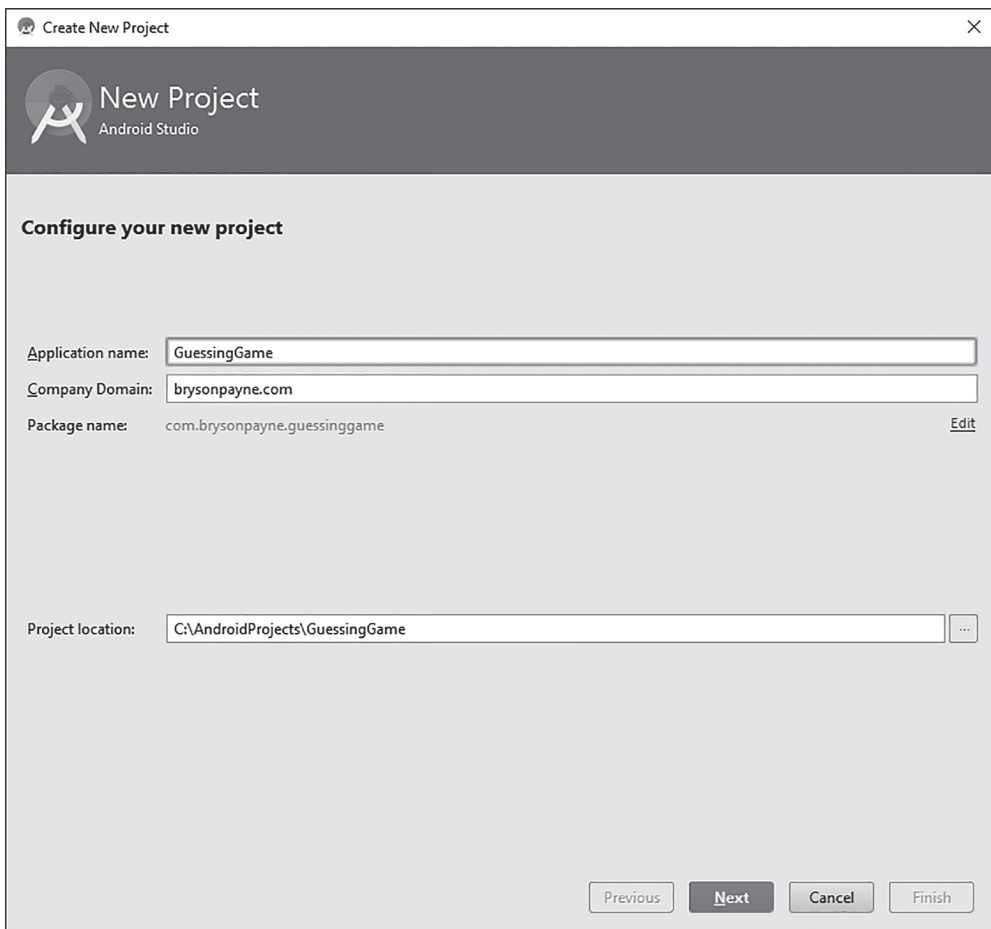 Create New Project
New Project
Android Studio
Configure your new project
Application name: GuessingGame
Company Domain: brysonpayne.com
Package name: com.brysonpayne.guessinggame Edit
Project location: C:\AndroidProjects\GuessingGame ...
Previous Next Cancel Finish